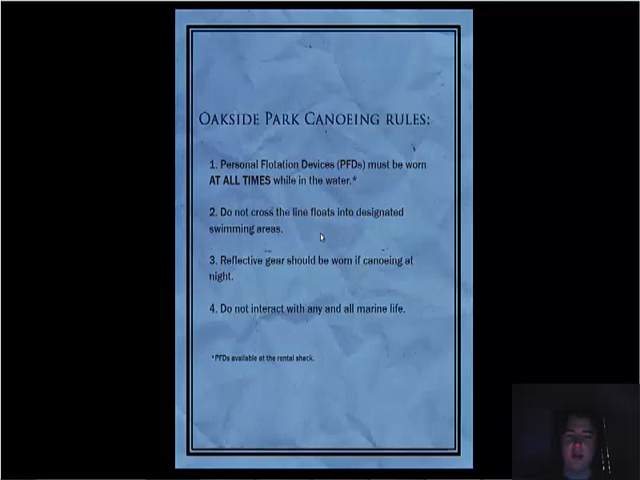 OAKSIDE PARK CANOEING RULES:
1. Personal Flotation Devices (PFDs) must be worn
AT ALL TIMES while in the water.*
2. Do not cross the line floats into designated
swimming areas.
3. Reflective gear should be worn if canoeing at
night.
4. Do not interact with any and all marine life.
*PFDs available at the rental shack.